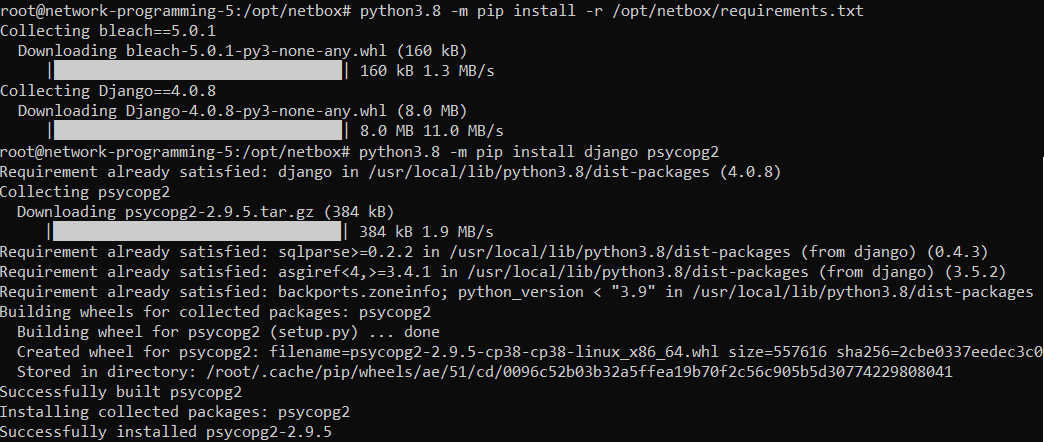 root@network-programming-5:/opt/netbox# python3.8 -m pip install -r /opt/netbox/requirements.txt
Collecting bleach==5.0.1
  Downloading bleach-5.0.1-py3-none-any.whl (160 kB)
     |████████████████████████████████| 160 kB 1.3 MB/s
Collecting Django==4.0.8
  Downloading Django-4.0.8-py3-none-any.whl (8.0 MB)
     |████████████████████████████████| 8.0 MB 11.0 MB/s
root@network-programming-5:/opt/netbox# python3.8 -m pip install django psycopg2
Requirement already satisfied: django in /usr/local/lib/python3.8/dist-packages (4.0.8)
Collecting psycopg2
  Downloading psycopg2-2.9.5.tar.gz (384 kB)
     |████████████████████████████████| 384 kB 1.9 MB/s
Requirement already satisfied: sqlparse>=0.2.2 in /usr/local/lib/python3.8/dist-packages (from django) (0.4.3)
Requirement already satisfied: asgiref<4,>=3.4.1 in /usr/local/lib/python3.8/dist-packages (from django) (3.5.2)
Requirement already satisfied: backports.zoneinfo; python_version < "3.9" in /usr/local/lib/python3.8/dist-packages
Building wheels for collected packages: psycopg2
  Building wheel for psycopg2 (setup.py) ... done
  Created wheel for psycopg2: filename=psycopg2-2.9.5-cp38-cp38-linux_x86_64.whl size=557616 sha256=2cbe0337eedec3c0
  Stored in directory: /root/.cache/pip/wheels/ae/51/cd/0096c52b03b32a5ffea19b70f2c56c905b5d30774229808041
Successfully built psycopg2
Installing collected packages: psycopg2
Successfully installed psycopg2-2.9.5